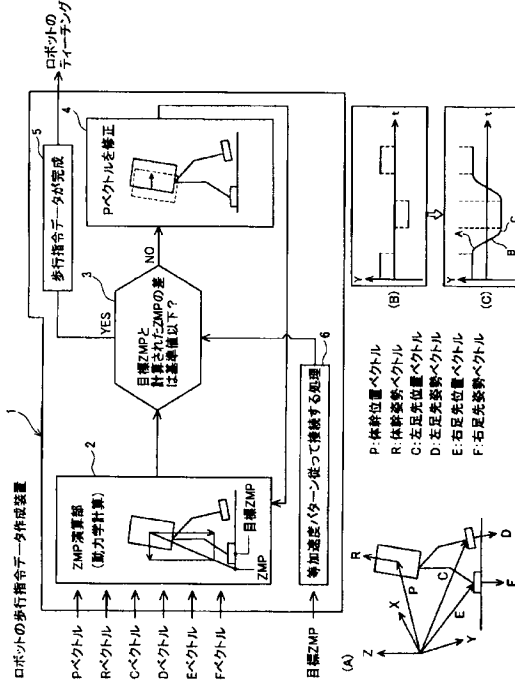 ロボットの歩行指令データ作成装置
1
Pベクトル
Rベクトル
Cベクトル
Dベクトル
Eベクトル
Fベクトル
目標ZMP
2
ZMP演算部
(動力学計算)
目標ZMP
ZMP
3
目標ZMPと
計算されたZMPの差
は基準値以下?
YES
NO
4
Pベクトルを修正
5
歩行指令データが完成
ロボットの
ティーチング
6
等加速度パターン従って接続する処理
(A)
Z
X
Y
R
P
C
E
D
F
P:体幹位置ベクトル
R:体幹姿勢ベクトル
C:左足先位置ベクトル
D:左足先姿勢ベクトル
E:右足先位置ベクトル
F:右足先姿勢ベクトル
(B)
Y
t
(C)
Y
A
B
C
t